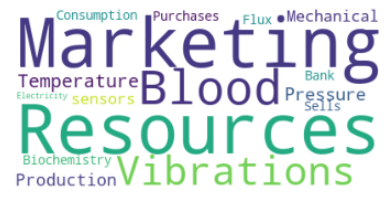 Consumption Purchases Flux •Mechanical
Marketing
Temperature Blood Bank
Electricity sensors Pressure
Sells
Resources
Biochemistry Vibrations
Production